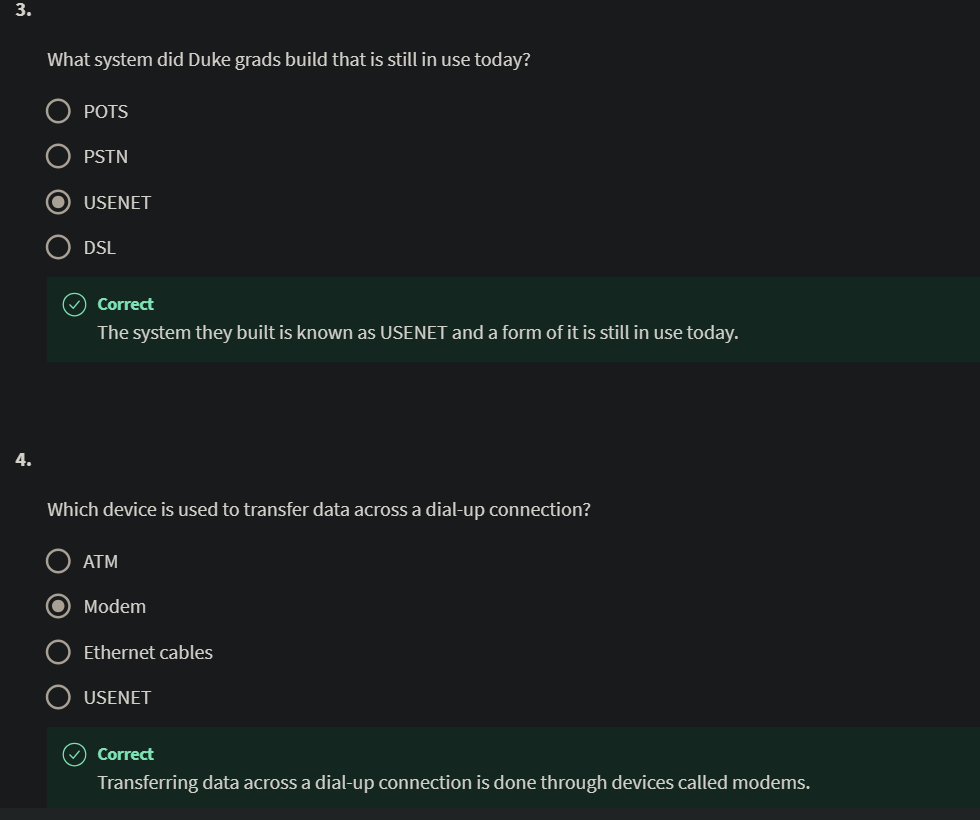 3.
What system did Duke grads build that is still in use today?
POTS
PSTN
USENET
DSL
Correct
The system they built is known as USENET and a form of it is still in use today.
4.
Which device is used to transfer data across a dial-up connection?
ATM
Modem
Ethernet cables
USENET
Correct
Transferring data across a dial-up connection is done through devices called modems.